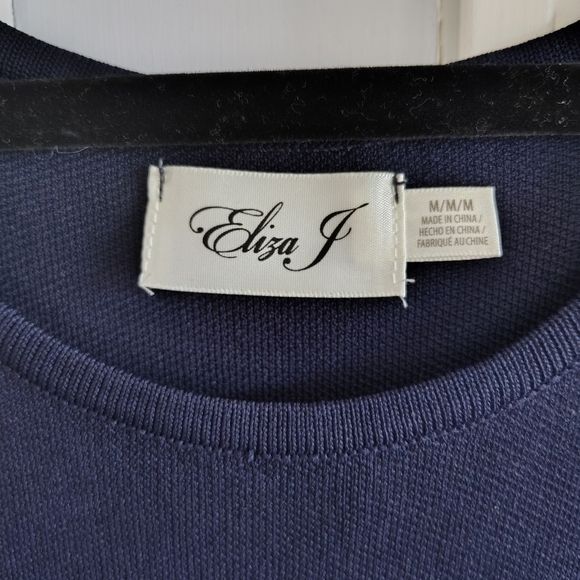 Eliza J
M/M/M
MADE IN CHINA /
HECHO EN CHINA /
FABRIQUÉ AU CHINE